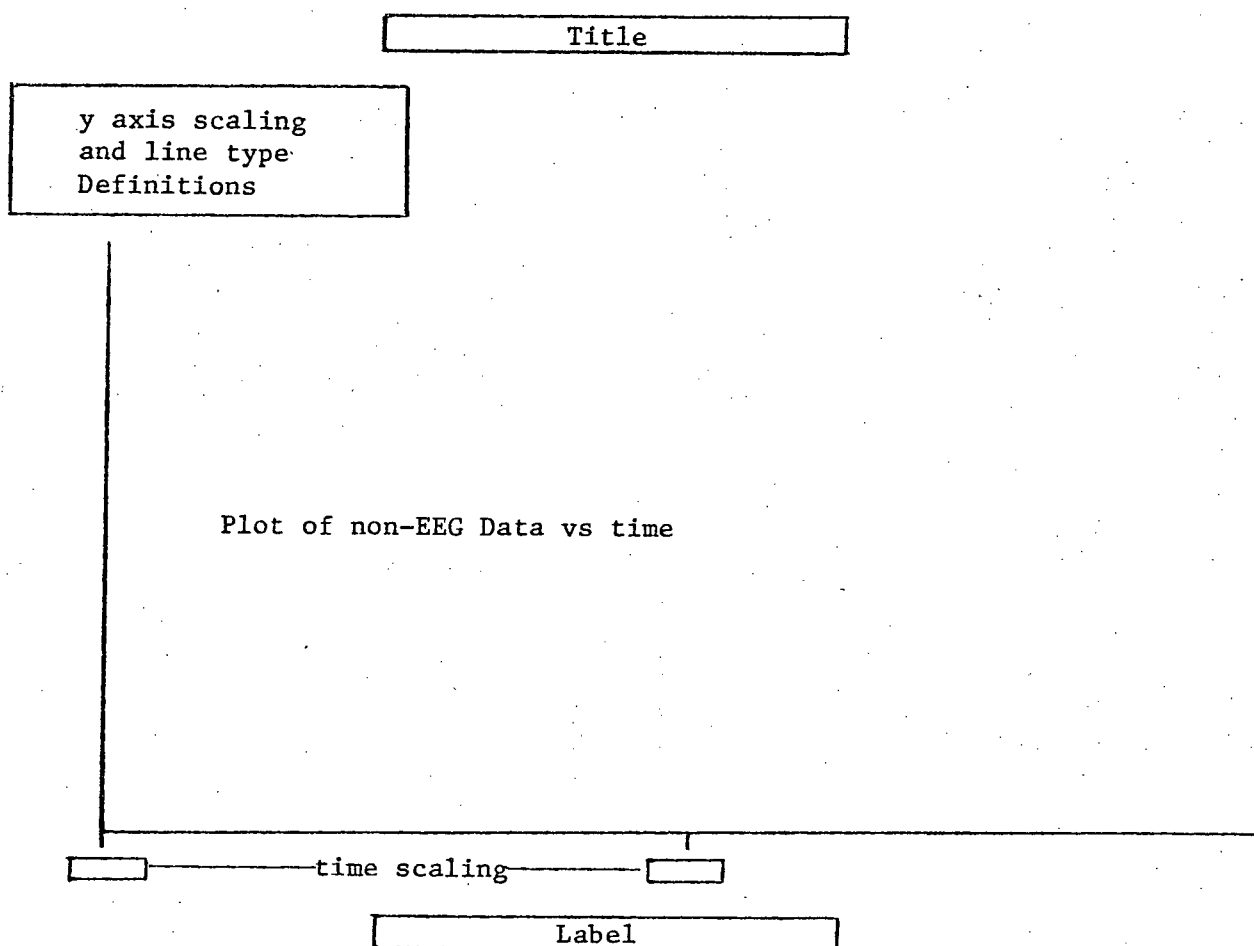 Title
y axis scaling
and line type
Definitions
Plot of non-EEG Data vs time
time scaling
Label